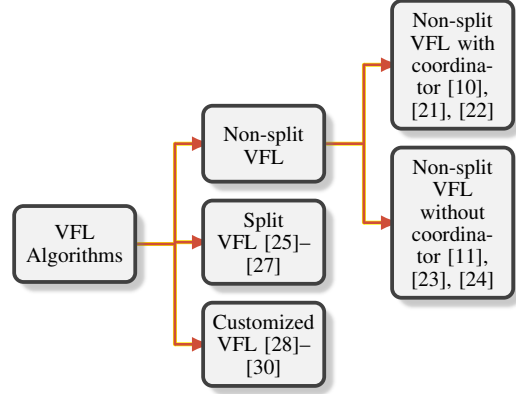 VFL
Algorithms
Non-split
VFL
Split
VFL [25]–
[27]
Customized
VFL [28]–
[30]
Non-split
VFL with
coordina-
tor [10],
[21], [22]
Non-split
VFL
without
coordina-
tor [11],
[23], [24]